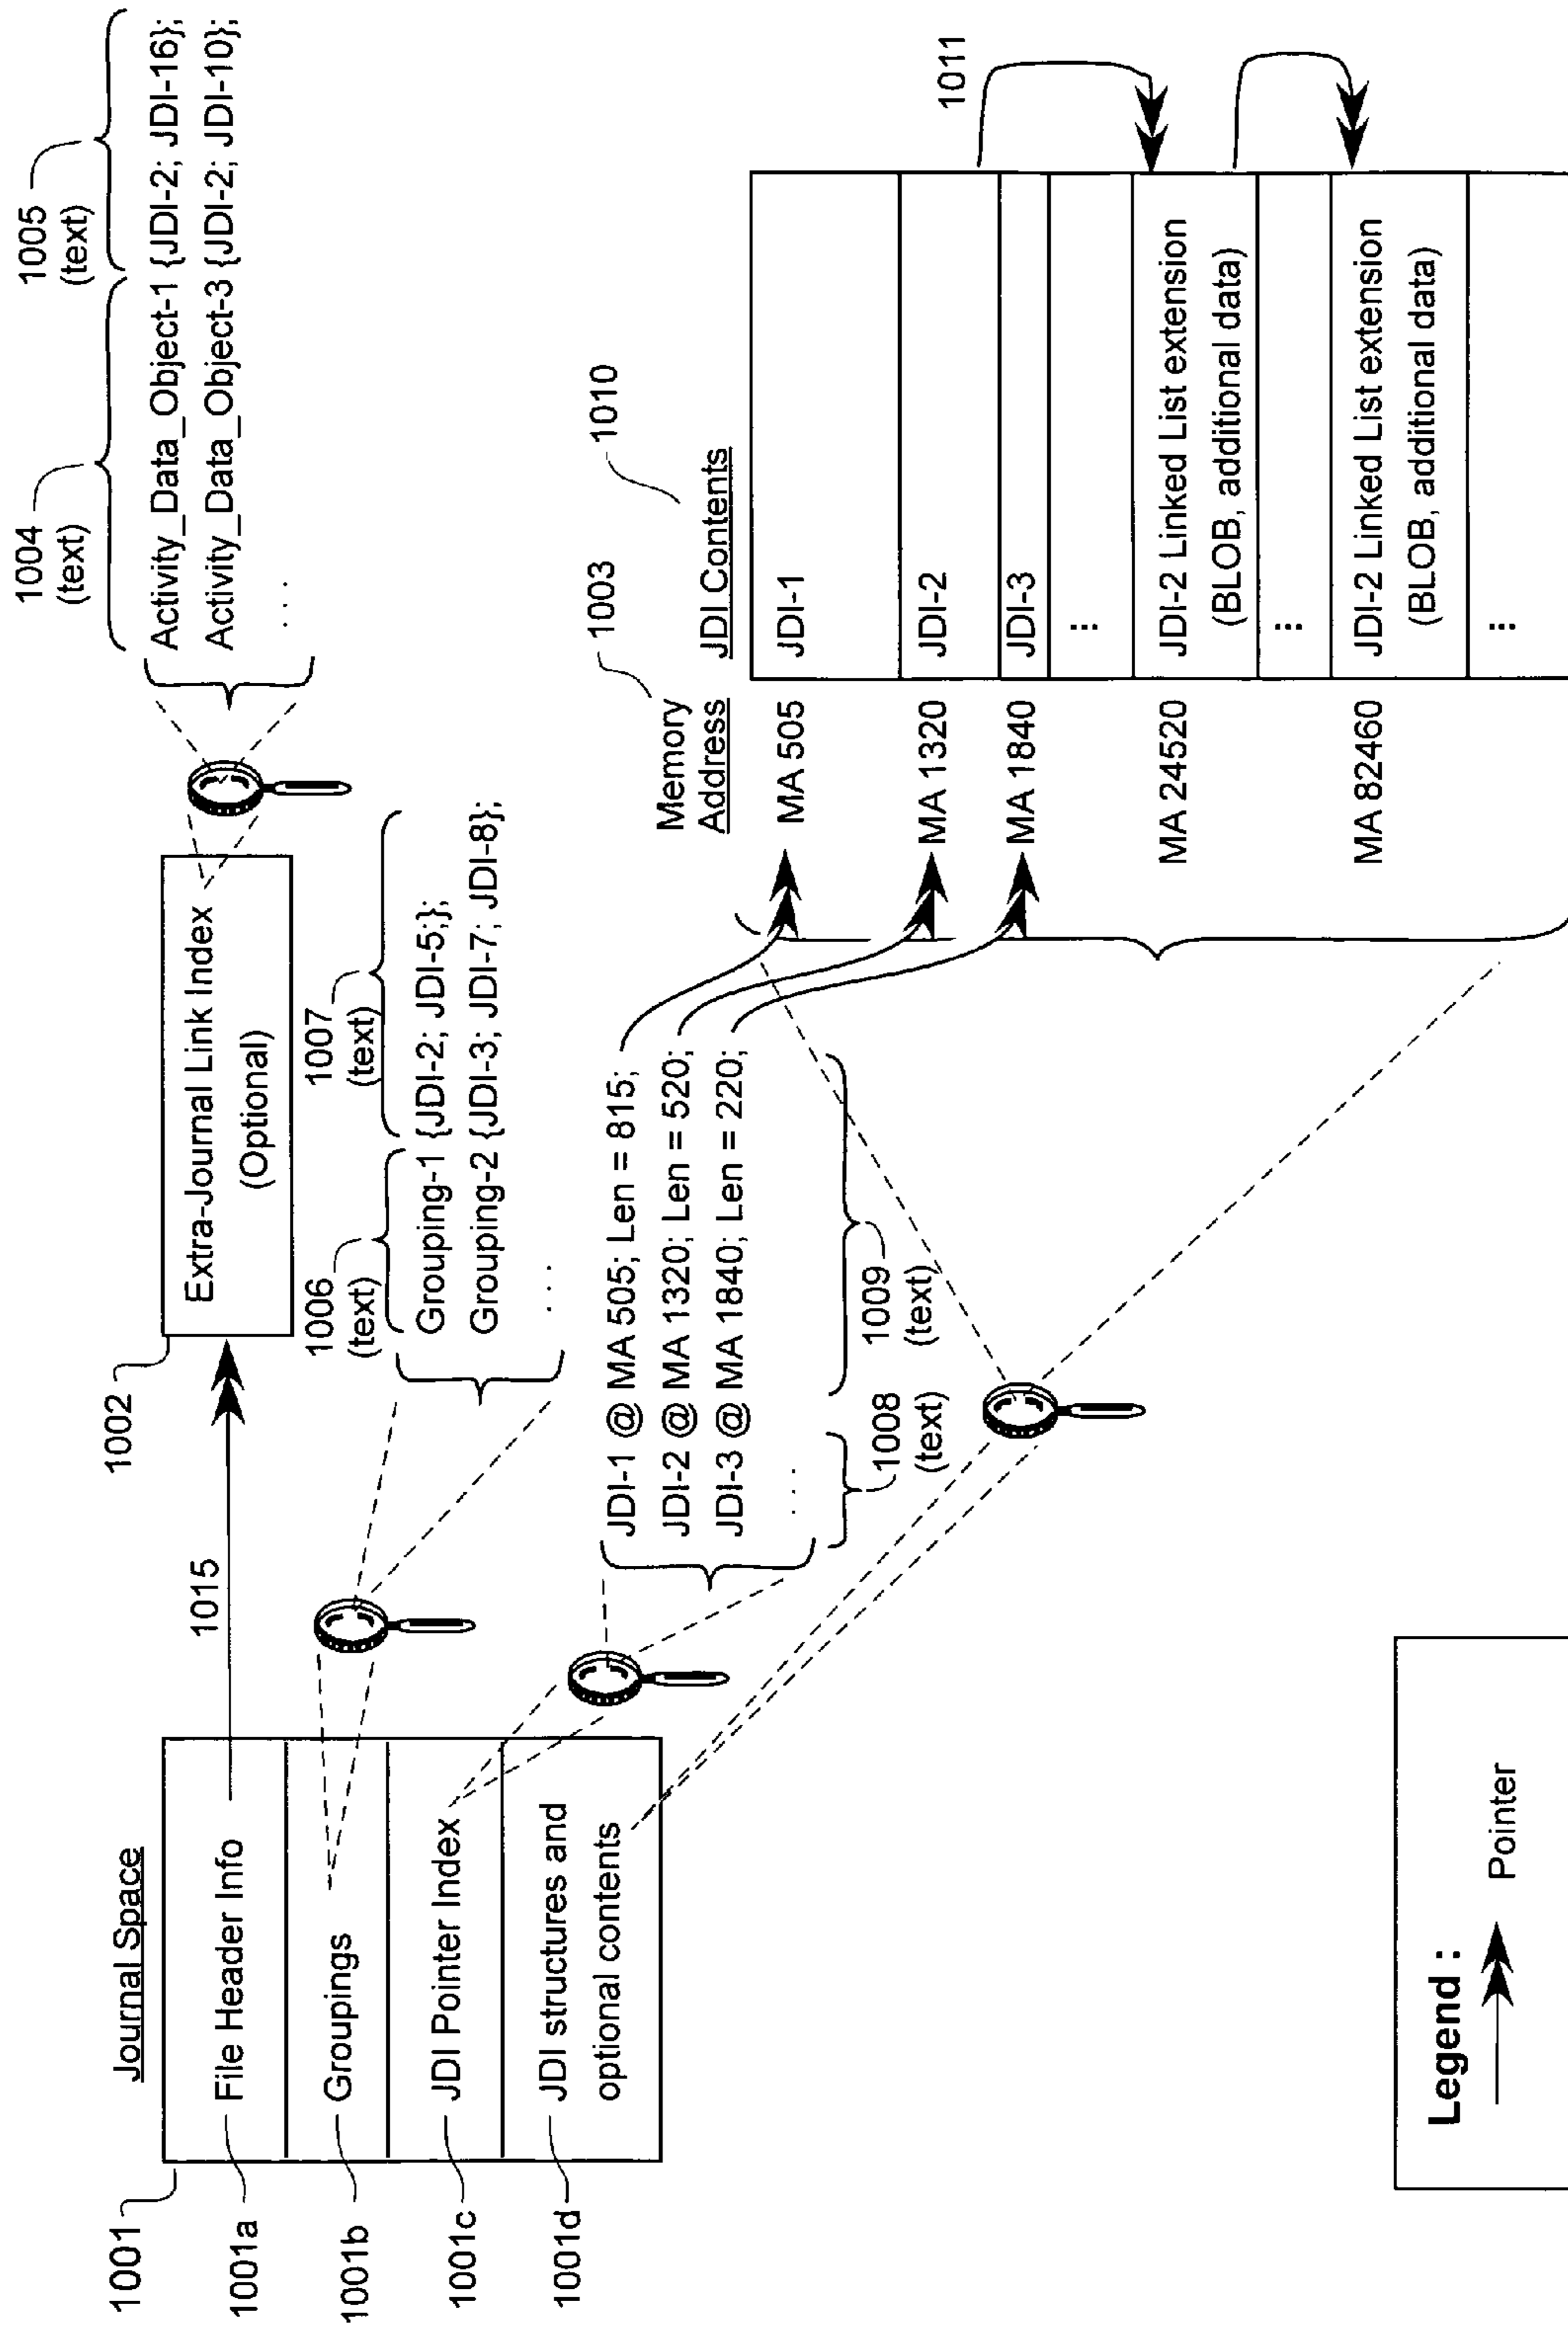 Journal Space
1001
1001a
File Header Info
1001b
Groupings
1001c
JDI Pointer Index
1001d
JDI structures and
optional contents
1015
1002
Extra-Journal Link Index
(Optional)
1004
(text)
1005
(text)
Activity_Data_Object-1 {JDI-2; JDI-16};
Activity_Data_Object-3 {JDI-2; JDI-10};
. . .
1006
(text)
1007
(text)
Grouping-1 {JDI-2; JDI-5;};
Grouping-2 {JDI-3; JDI-7; JDI-8};
. . .
JDI-1 @ MA 505; Len = 815;
JDI-2 @ MA 1320; Len = 520;
JDI-3 @ MA 1840; Len = 220;
. . .
1008
(text)
1009
(text)
1003
Memory
Address
1010
JDI Contents
MA 505
JDI-1
MA 1320
JDI-2
MA 1840
JDI-3
...
1011
MA 24520
JDI-2 Linked List extension
(BLOB, additional data)
...
MA 82460
JDI-2 Linked List extension
(BLOB, additional data)
...
Legend :
Pointer